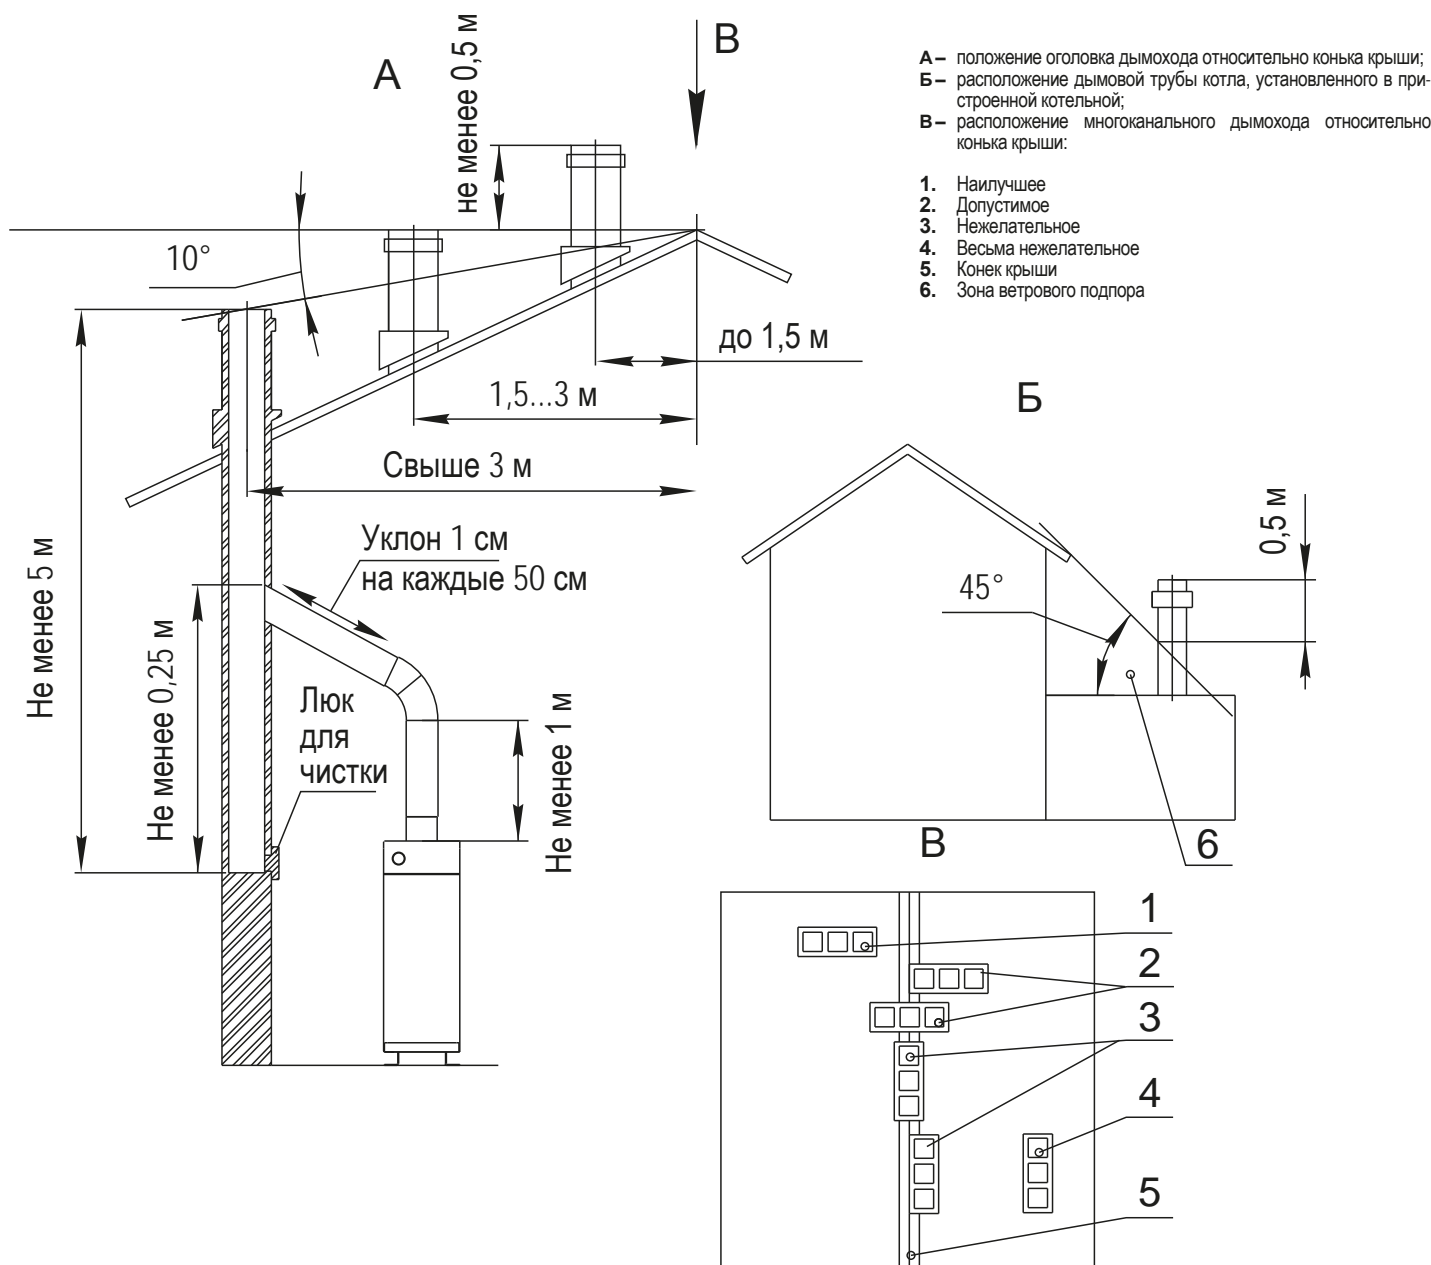 А
не менее 0,5 м
В
А – положение оголовка дымохода относительно конька крыши;
Б – расположение дымовой трубы котла, установленного в при-
строенной котельной;
В – расположение многоканального дымохода относительно
конька крыши:
1. Наилучшее
2. Допустимое
3. Нежелательное
4. Весьма нежелательное
5. Конек крыши
6. Зона ветрового подпора
10°
до 1,5 м
1,5...3 м
Свыше 3 м
Уклон 1 см
на каждые 50 см
Не менее 5 м
Не менее 0,25 м
Люк
для
чистки
Не менее 1 м
Б
45°
0,5 м
6
В
1
2
3
4
5